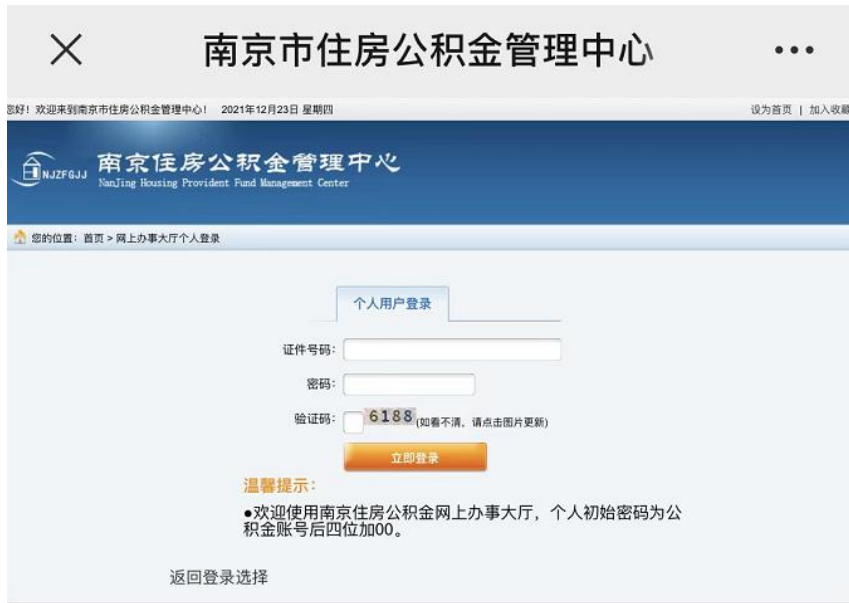 南京市住房公积金管理中心
您好！欢迎来到南京市住房公积金管理中心！ 2021年12月23日 星期四 设为首页 | 加入收藏
NJZFGJJ 南京住房公积金管理中心
NanJing Housing Provident Fund Management Center
您的位置：首页 > 网上办事大厅个人登录
个人用户登录
证件号码：
密码：
验证码： 6188 (如看不清，请点击图片更新)
立即登录
温馨提示：
●欢迎使用南京住房公积金网上办事大厅，个人初始密码为公
积金账号后四位加00。
返回登录选择